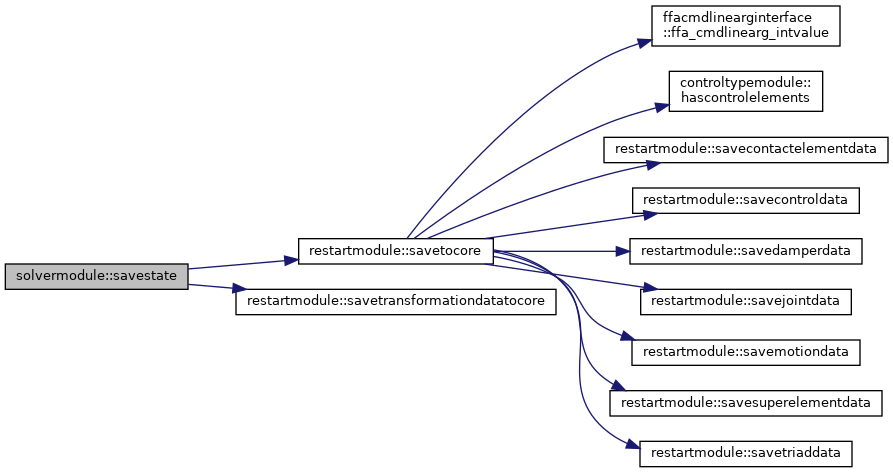 ffacmdlinearginterface
::ffa_cmdlinearg_intvalue
controltypemodule::
hascontrolelements
restartmodule::savecontactelementdata
restartmodule::savecontroldata
restartmodule::savetocore
restartmodule::savedamperdata
solvermodule::savestate
restartmodule::savetransformationdatatocore
restartmodule::savejointdata
restartmodule::savemotiondata
restartmodule::savesuperelementdata
restartmodule::savetriaddata